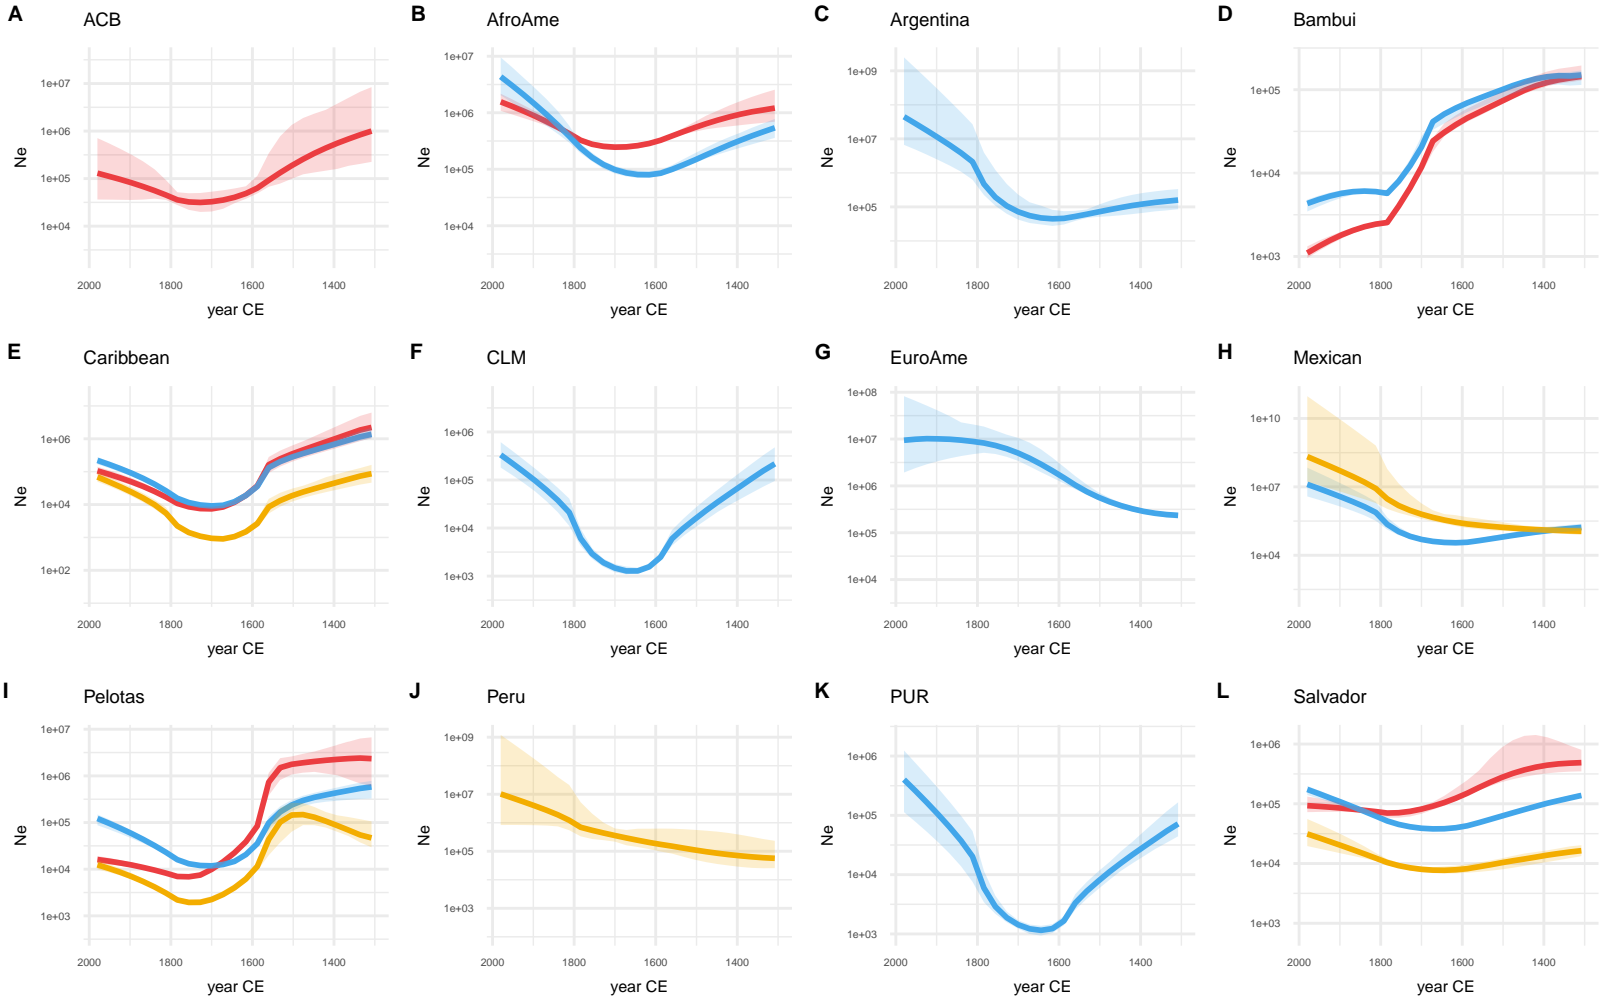 A ACB
1e+07
1e+06
1e+05
1e+04
Ne
2000 1800 1600 1400
year CE
B AfroAme
1e+07
1e+06
1e+05
1e+04
Ne
2000 1800 1600 1400
year CE
C Argentina
1e+09
1e+07
1e+05
Ne
2000 1800 1600 1400
year CE
D Bambui
1e+05
1e+04
1e+03
Ne
2000 1800 1600 1400
year CE
E Caribbean
1e+06
1e+04
1e+02
Ne
2000 1800 1600 1400
year CE
F CLM
1e+06
1e+05
1e+04
1e+03
Ne
2000 1800 1600 1400
year CE
G EuroAme
1e+08
1e+07
1e+06
1e+05
1e+04
Ne
2000 1800 1600 1400
year CE
H Mexican
1e+10
1e+07
1e+04
Ne
2000 1800 1600 1400
year CE
I Pelotas
1e+07
1e+06
1e+05
1e+04
1e+03
Ne
2000 1800 1600 1400
year CE
J Peru
1e+09
1e+07
1e+05
1e+03
Ne
2000 1800 1600 1400
year CE
K PUR
1e+06
1e+05
1e+04
1e+03
Ne
2000 1800 1600 1400
year CE
L Salvador
1e+06
1e+05
1e+04
1e+03
Ne
2000 1800 1600 1400
year CE